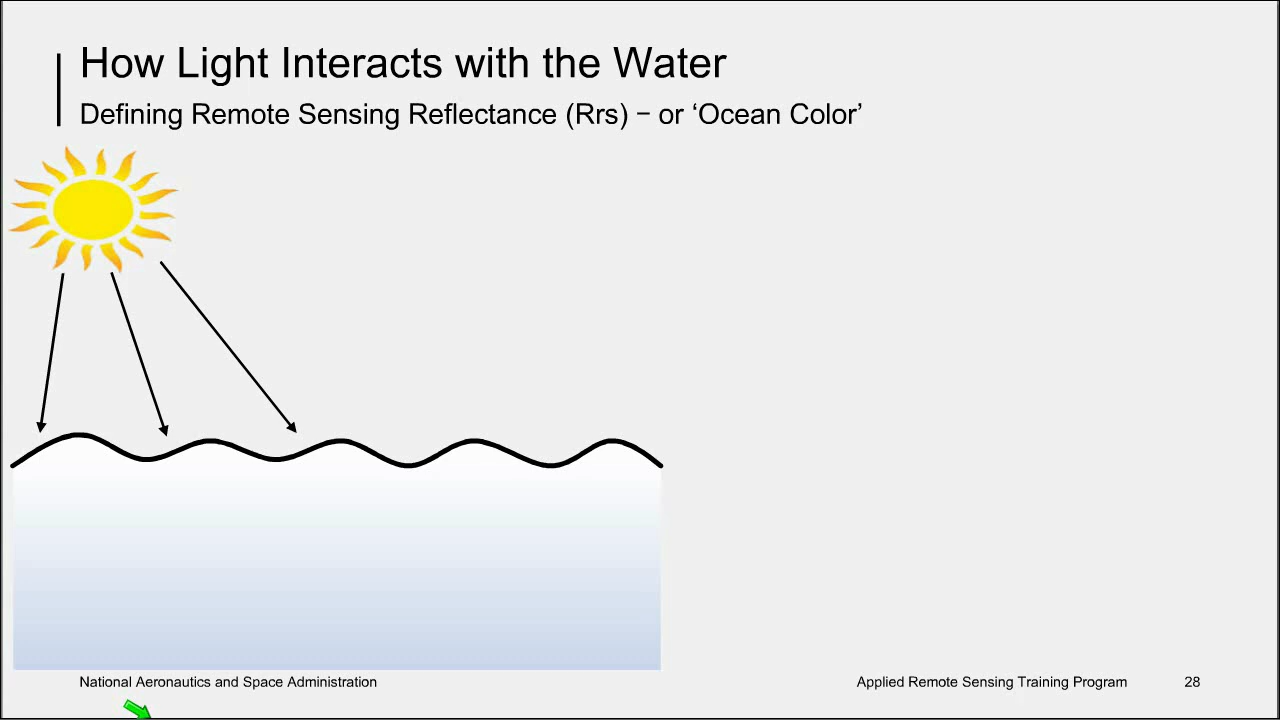 How Light Interacts with the Water
Defining Remote Sensing Reflectance (Rrs) – or ‘Ocean Color’
National Aeronautics and Space Administration
Applied Remote Sensing Training Program
28